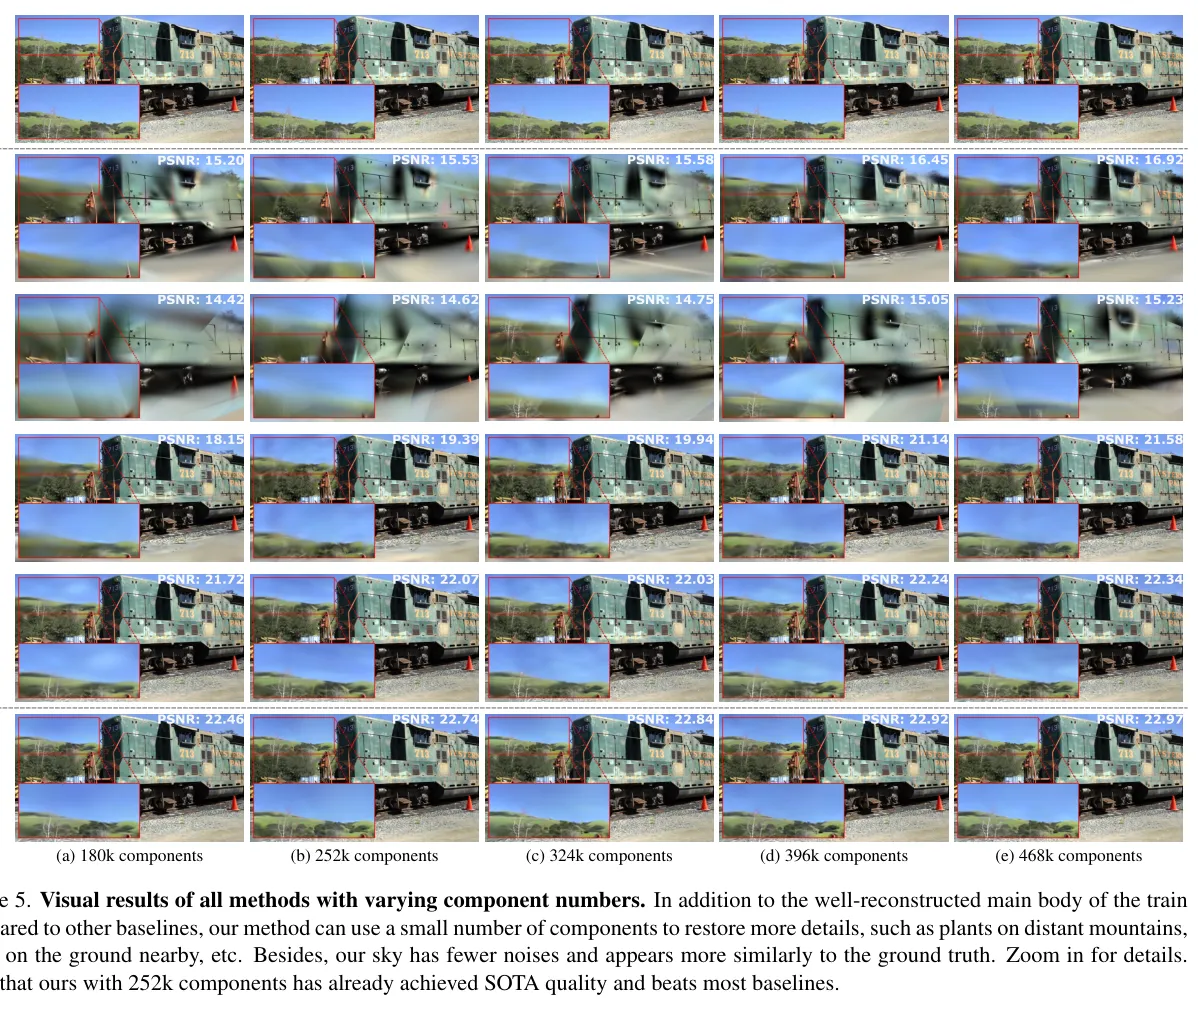 PSNR: 15.20 PSNR: 15.53 PSNR: 15.58 PSNR: 16.45 PSNR: 16.92
PSNR: 14.42 PSNR: 14.62 PSNR: 14.75 PSNR: 15.05 PSNR: 15.23
PSNR: 18.15 PSNR: 19.39 PSNR: 19.94 PSNR: 21.14 PSNR: 21.58
PSNR: 21.72 PSNR: 22.07 PSNR: 22.03 PSNR: 22.24 PSNR: 22.34
PSNR: 22.46 PSNR: 22.74 PSNR: 22.84 PSNR: 22.92 PSNR: 22.97
(a) 180k components (b) 252k components (c) 324k components (d) 396k components (e) 468k components
e 5. Visual results of all methods with varying component numbers. In addition to the well-reconstructed main body of the train
ared to other baselines, our method can use a small number of components to restore more details, such as plants on distant mountains,
on the ground nearby, etc. Besides, our sky has fewer noises and appears more similarly to the ground truth. Zoom in for details.
that ours with 252k components has already achieved SOTA quality and beats most baselines.